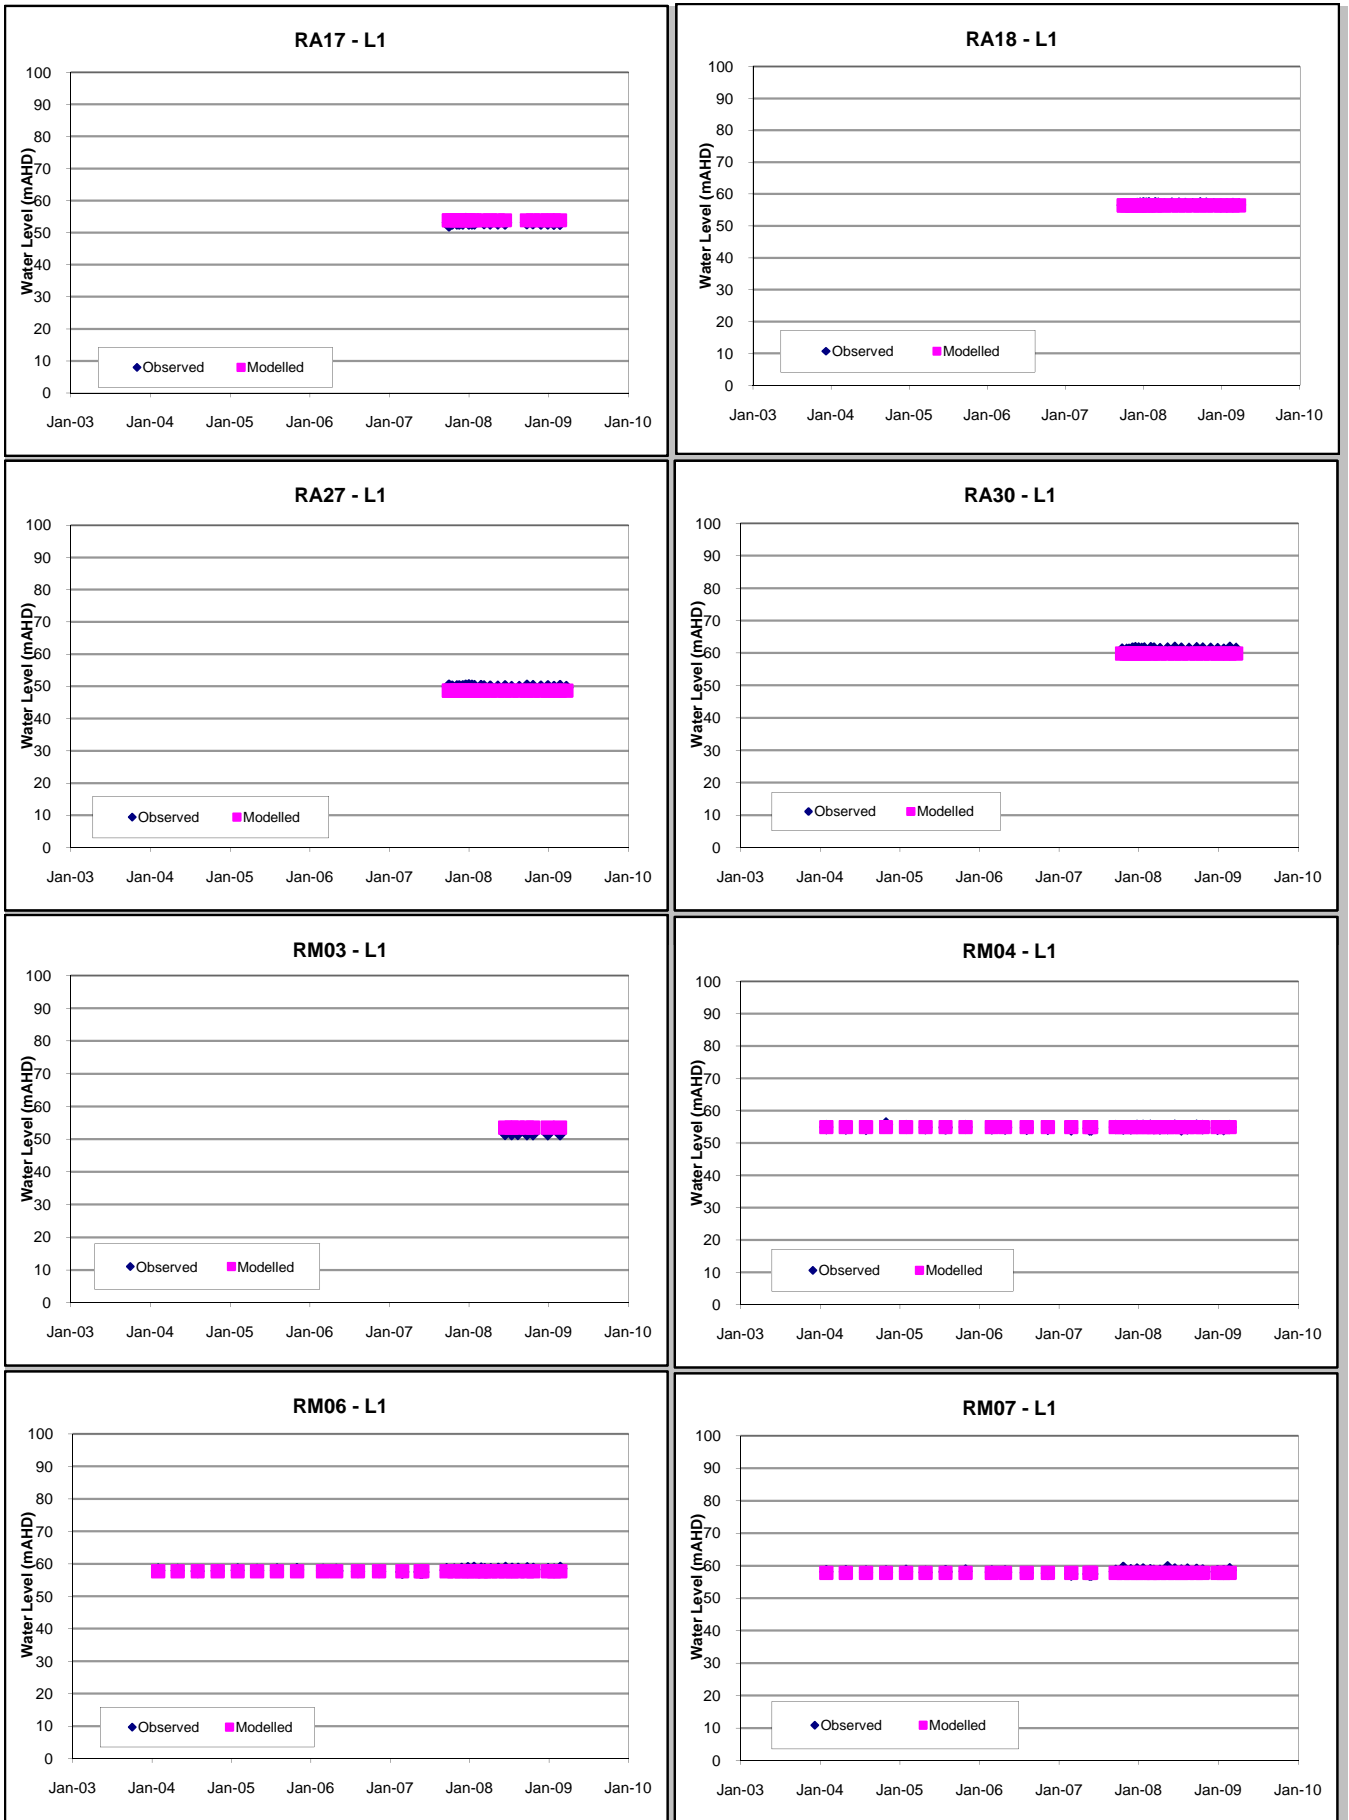 RA17 - L1
Water Level (mAHD)
100
90
80
70
60
50
40
30
20
10
0
Observed Modelled
Jan-03 Jan-04 Jan-05 Jan-06 Jan-07 Jan-08 Jan-09 Jan-10
RA18 - L1
Water Level (mAHD)
100
90
80
70
60
50
40
30
20
10
0
Observed Modelled
Jan-03 Jan-04 Jan-05 Jan-06 Jan-07 Jan-08 Jan-09 Jan-10
RA27 - L1
Water Level (mAHD)
100
90
80
70
60
50
40
30
20
10
0
Observed Modelled
Jan-03 Jan-04 Jan-05 Jan-06 Jan-07 Jan-08 Jan-09 Jan-10
RA30 - L1
Water Level (mAHD)
100
90
80
70
60
50
40
30
20
10
0
Observed Modelled
Jan-03 Jan-04 Jan-05 Jan-06 Jan-07 Jan-08 Jan-09 Jan-10
RM03 - L1
Water Level (mAHD)
100
90
80
70
60
50
40
30
20
10
0
Observed Modelled
Jan-03 Jan-04 Jan-05 Jan-06 Jan-07 Jan-08 Jan-09 Jan-10
RM04 - L1
Water Level (mAHD)
100
90
80
70
60
50
40
30
20
10
0
Observed Modelled
Jan-03 Jan-04 Jan-05 Jan-06 Jan-07 Jan-08 Jan-09 Jan-10
RM06 - L1
Water Level (mAHD)
100
90
80
70
60
50
40
30
20
10
0
Observed Modelled
Jan-03 Jan-04 Jan-05 Jan-06 Jan-07 Jan-08 Jan-09 Jan-10
RM07 - L1
Water Level (mAHD)
100
90
80
70
60
50
40
30
20
10
0
Observed Modelled
Jan-03 Jan-04 Jan-05 Jan-06 Jan-07 Jan-08 Jan-09 Jan-10